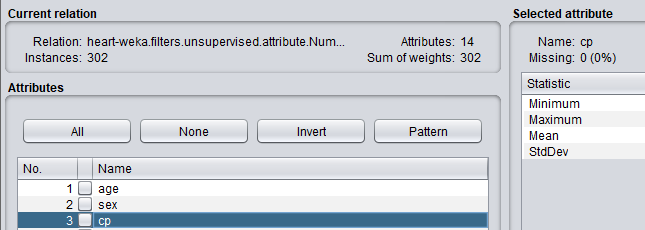 Current relation
Relation: heart-weka.filters.unsupervised.attribute.Num... Attributes: 14
Instances: 302 Sum of weights: 302
Attributes
All None Invert Pattern
No. Name
1 age
2 sex
3 cp
Selected attribute
Name: cp
Missing: 0 (0%)
Statistic
Minimum
Maximum
Mean
StdDev